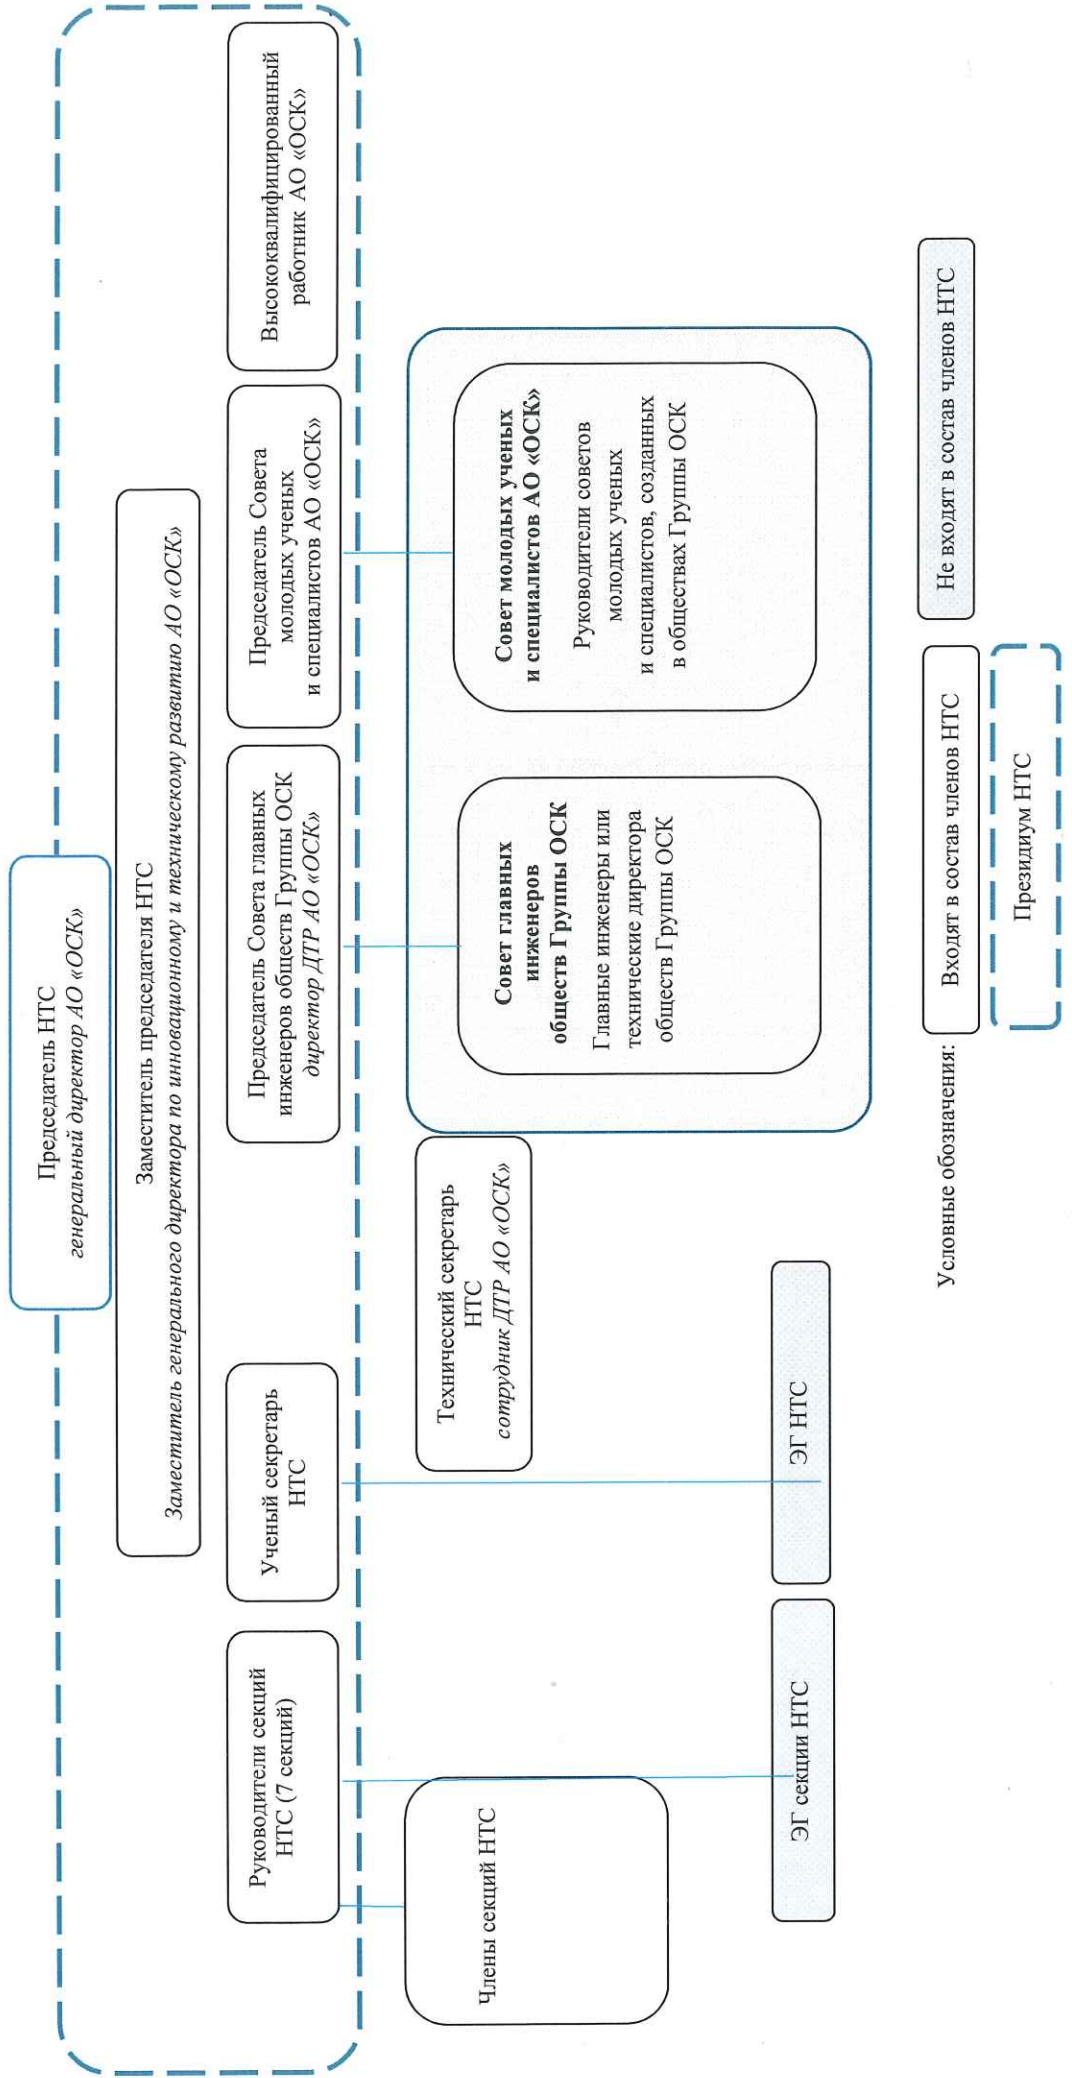 Председатель НТС
генеральный директор АО «ОСК»
Заместитель председателя НТС
Заместитель генерального директора по инновационному и техническому развитию АО «ОСК»
Руководители секций
НТС (7 секций)
Ученый секретарь
НТС
Председатель Совета главных
инженеров обществ Группы ОСК
директор ДТР АО «ОСК»
Председатель Совета
молодых ученых
и специалистов АО «ОСК»
Высококвалифицированный
работник АО «ОСК»
Члены секций НТС
Технический секретарь
НТС
сотрудник ДТР АО «ОСК»
Совет главных
инженеров
обществ Группы ОСК
Главные инженеры или
технические директора
обществ Группы ОСК
Совет молодых ученых
и специалистов АО «ОСК»
Руководители советов
молодых ученых
и специалистов, созданных
в обществах Группы ОСК
ЭГ секции НТС
ЭГ НТС
Условные обозначения:
Входят в состав членов НТС
Не входят в состав членов НТС
Президиум НТС